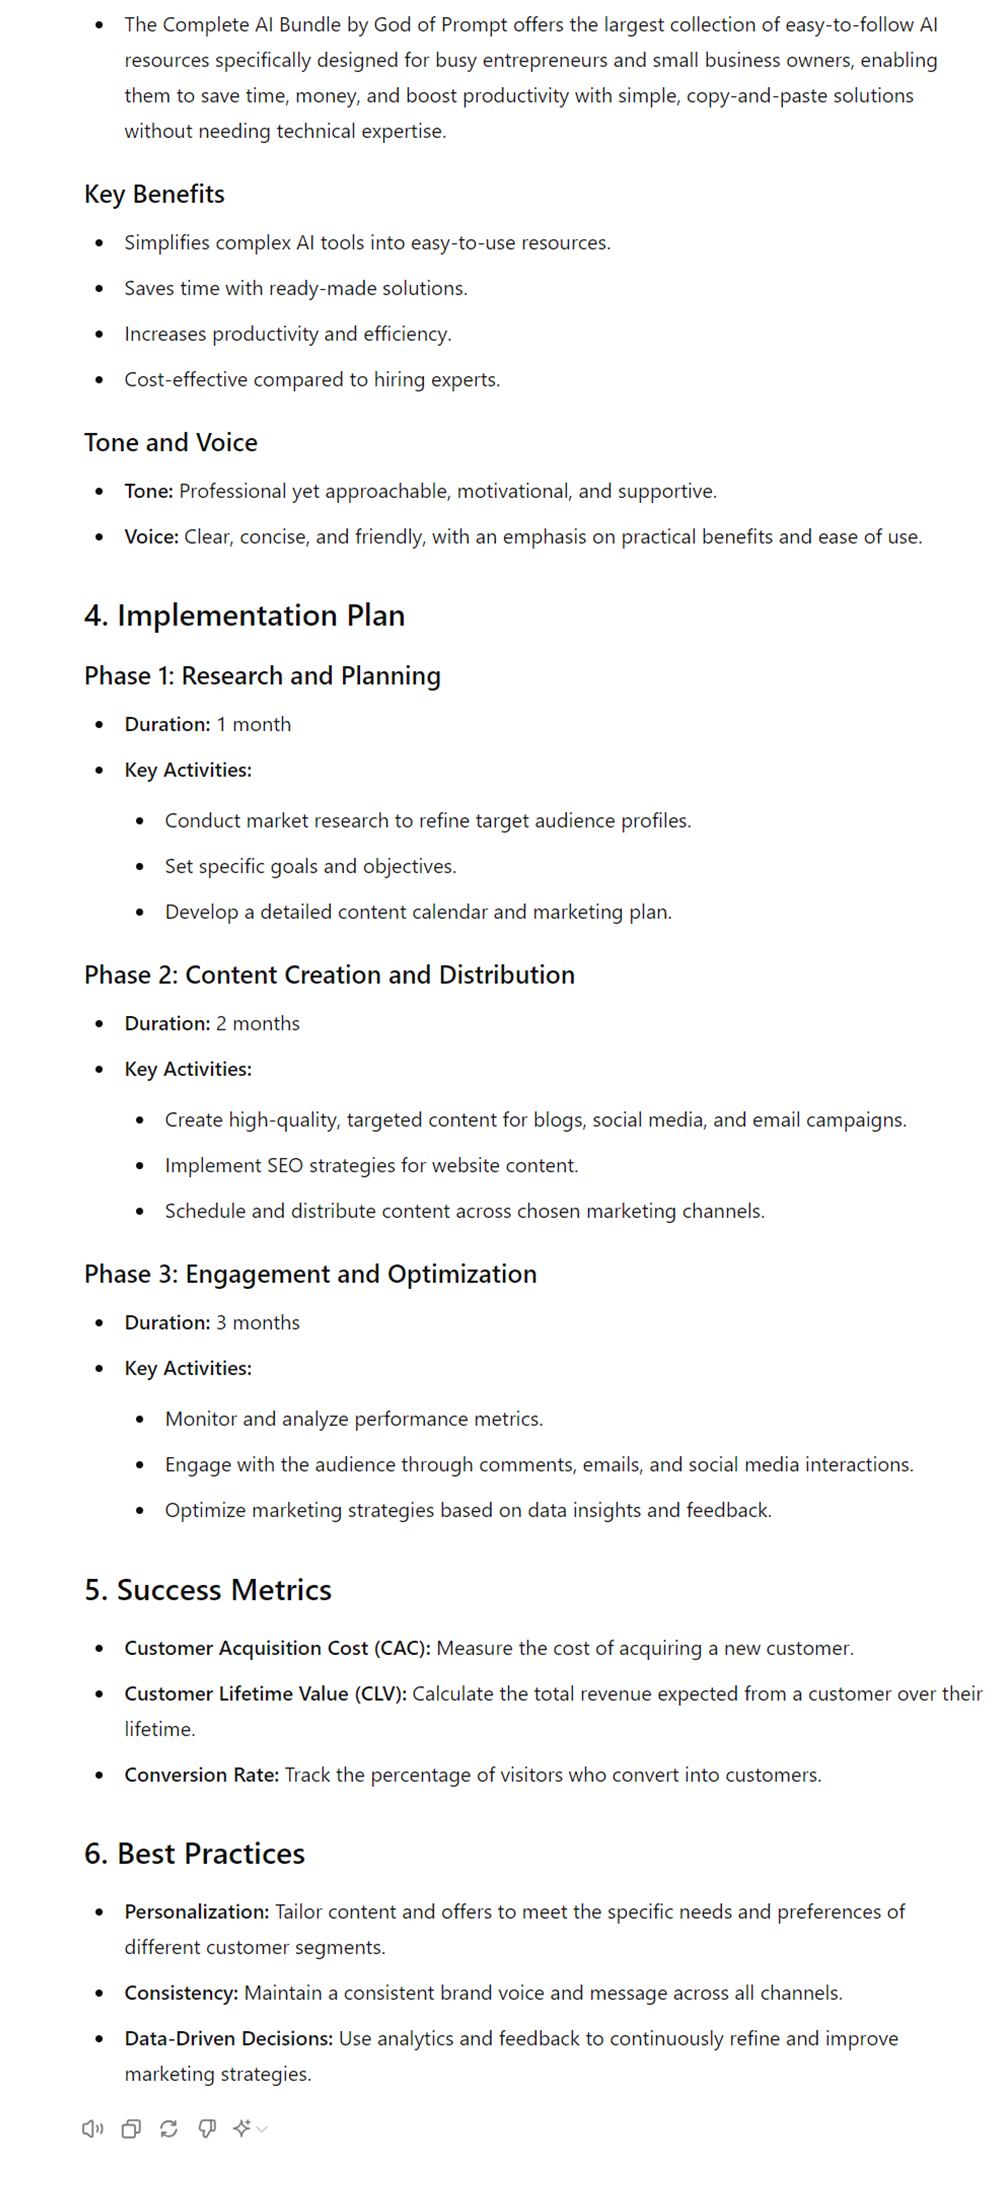 The Complete AI Bundle by God of Prompt offers the largest collection of easy-to-follow AI
resources specifically designed for busy entrepreneurs and small business owners, enabling
them to save time, money, and boost productivity with simple, copy-and-paste solutions
without needing technical expertise.
Key Benefits
Simplifies complex AI tools into easy-to-use resources.
Saves time with ready-made solutions.
Increases productivity and efficiency.
Cost-effective compared to hiring experts.
Tone and Voice
Tone: Professional yet approachable, motivational, and supportive.
Voice: Clear, concise, and friendly, with an emphasis on practical benefits and ease of use.
4. Implementation Plan
Phase 1: Research and Planning
Duration: 1 month
Key Activities:
Conduct market research to refine target audience profiles.
Set specific goals and objectives.
Develop a detailed content calendar and marketing plan.
Phase 2: Content Creation and Distribution
Duration: 2 months
Key Activities:
Create high-quality, targeted content for blogs, social media, and email campaigns.
Implement SEO strategies for website content.
Schedule and distribute content across chosen marketing channels.
Phase 3: Engagement and Optimization
Duration: 3 months
Key Activities:
Monitor and analyze performance metrics.
Engage with the audience through comments, emails, and social media interactions.
Optimize marketing strategies based on data insights and feedback.
5. Success Metrics
Customer Acquisition Cost (CAC): Measure the cost of acquiring a new customer.
Customer Lifetime Value (CLV): Calculate the total revenue expected from a customer over their
lifetime.
Conversion Rate: Track the percentage of visitors who convert into customers.
6. Best Practices
Personalization: Tailor content and offers to meet the specific needs and preferences of
different customer segments.
Consistency: Maintain a consistent brand voice and message across all channels.
Data-Driven Decisions: Use analytics and feedback to continuously refine and improve
marketing strategies.